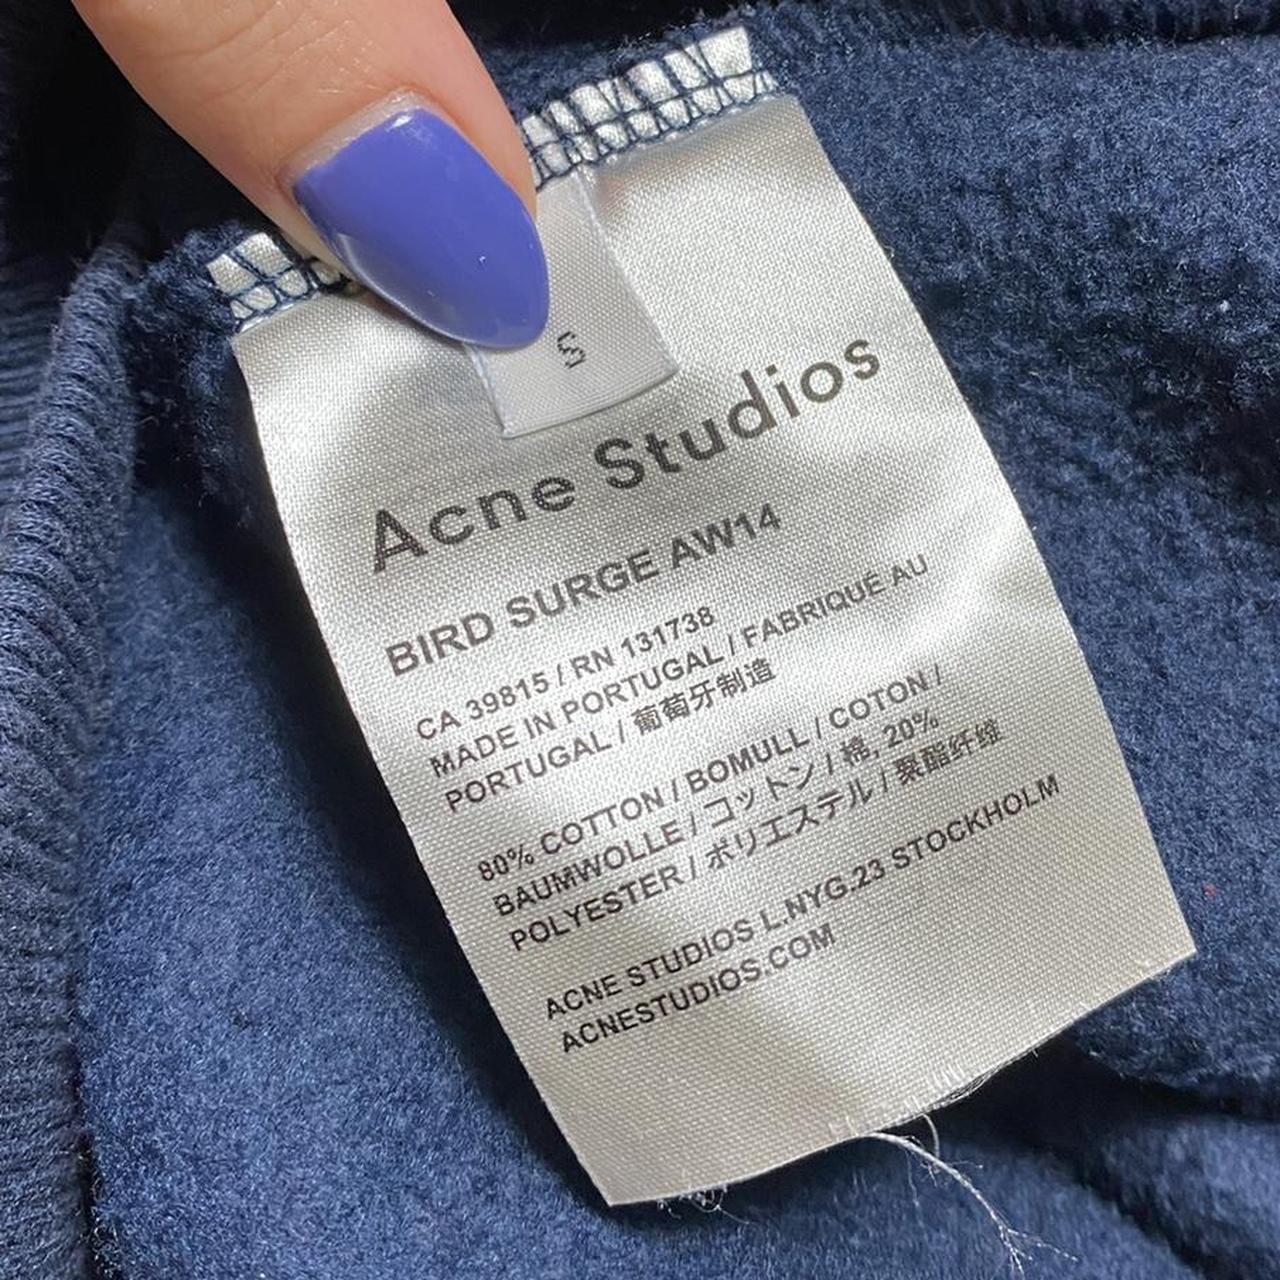 S
Acne Studios
BIRD SURGE AW14
CA 39815 / RN 131738
MADE IN PORTUGAL / FABRIQUÉ AU
PORTUGAL / 葡萄牙制造
80% COTTON / BOMULL / COTON /
BAUMWOLLE / コットン / 棉, 20%
POLYESTER / ポリエステル / 聚酯纤维
ACNE STUDIOS L.NYG.23 STOCKHOLM
ACNESTUDIOS.COM